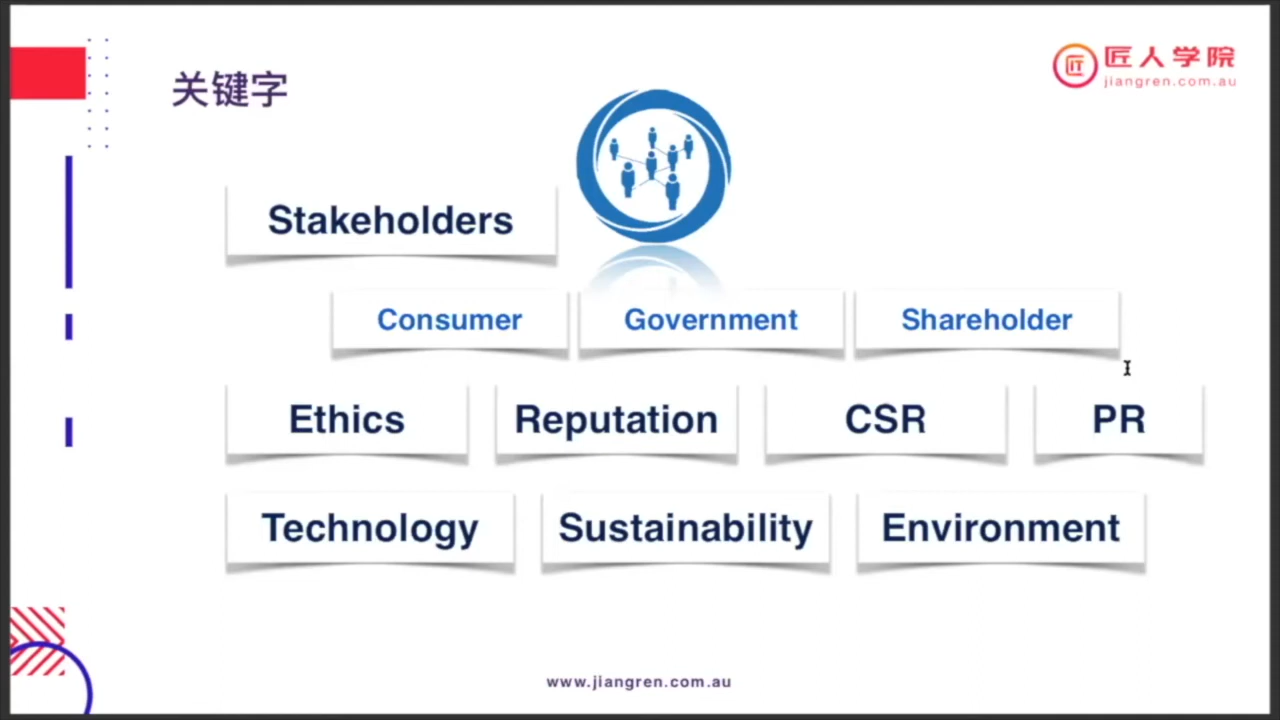 关键字
匠人学院
jiangren.com.au
Stakeholders
Consumer Government Shareholder
Ethics Reputation CSR PR
Technology Sustainability Environment
www.jiangren.com.au